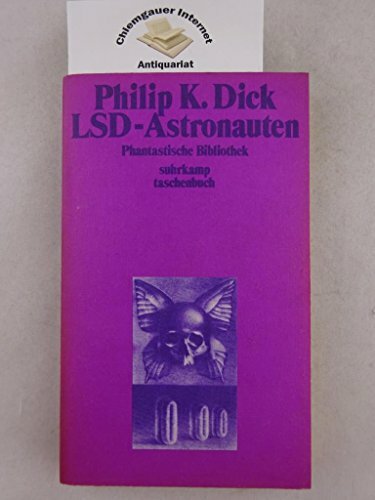 Chiemgauer Internet
Antiquariat
Philip K. Dick
LSD-Astronauten
Phantastische Bibliothek
suhrkamp
taschenbuch